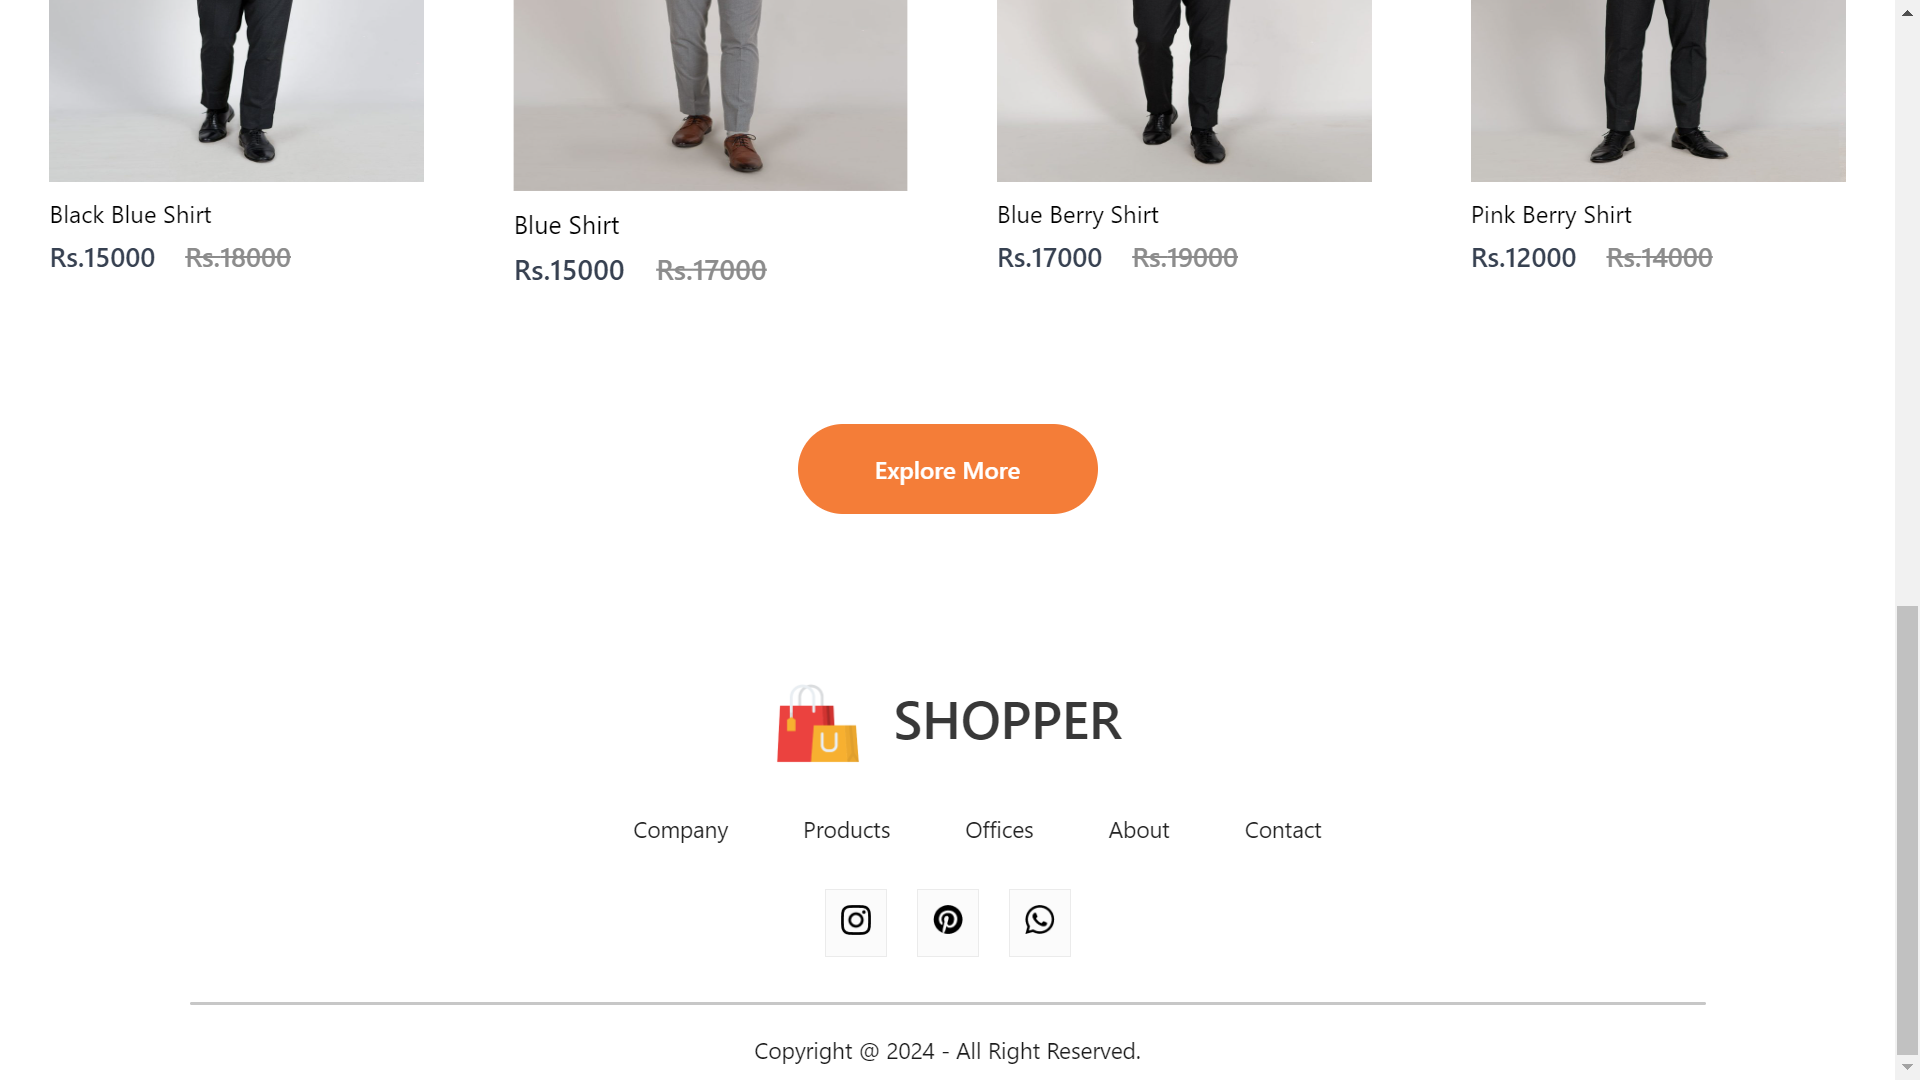 Black Blue Shirt
Rs.15000 Rs.18000
Blue Shirt
Rs.15000 Rs.17000
Blue Berry Shirt
Rs.17000 Rs.19000
Pink Berry Shirt
Rs.12000 Rs.14000
Explore More
SHOPPER
Company Products Offices About Contact
Copyright @ 2024 - All Right Reserved.